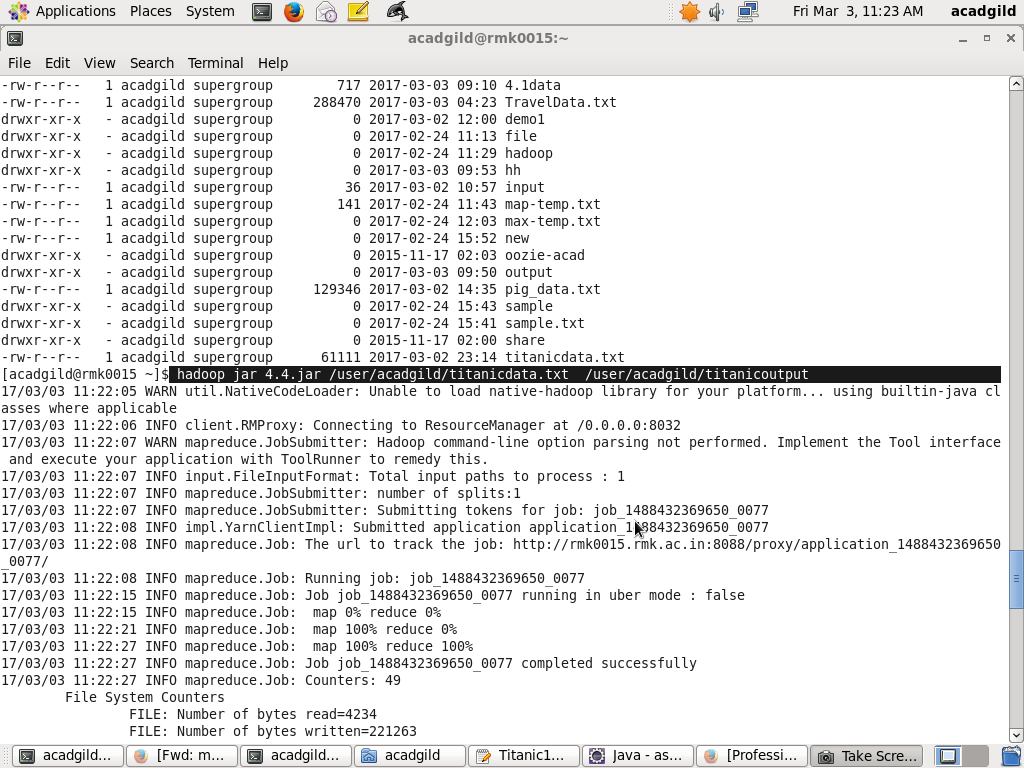 Applications Places System Fri Mar 3, 11:23 AM acadgild
acadgild@rmk0015:~
File Edit View Search Terminal Help
-rw-r--r-- 1 acadgild supergroup 717 2017-03-03 09:10 4.1data
-rw-r--r-- 1 acadgild supergroup 288470 2017-03-03 04:23 TravelData.txt
drwxr-xr-x - acadgild supergroup 0 2017-03-02 12:00 demo1
drwxr-xr-x - acadgild supergroup 0 2017-02-24 11:13 file
drwxr-xr-x - acadgild supergroup 0 2017-02-24 11:29 hadoop
drwxr-xr-x - acadgild supergroup 0 2017-03-03 09:53 hh
-rw-r--r-- 1 acadgild supergroup 36 2017-03-02 10:57 input
-rw-r--r-- 1 acadgild supergroup 141 2017-02-24 11:43 map-temp.txt
-rw-r--r-- 1 acadgild supergroup 0 2017-02-24 12:03 max-temp.txt
-rw-r--r-- 1 acadgild supergroup 0 2017-02-24 15:52 new
drwxr-xr-x - acadgild supergroup 0 2015-11-17 02:03 oozie-acad
drwxr-xr-x - acadgild supergroup 0 2017-03-03 09:50 output
-rw-r--r-- 1 acadgild supergroup 129346 2017-03-02 14:35 pig_data.txt
drwxr-xr-x - acadgild supergroup 0 2017-02-24 15:43 sample
drwxr-xr-x - acadgild supergroup 0 2017-02-24 15:41 sample.txt
drwxr-xr-x - acadgild supergroup 0 2015-11-17 02:00 share
-rw-r--r-- 1 acadgild supergroup 61111 2017-03-02 23:14 titanicdata.txt
[acadgild@rmk0015 ~]$ hadoop jar 4.4.jar /user/acadgild/titanicdata.txt /user/acadgild/titanicoutput
17/03/03 11:22:05 WARN util.NativeCodeLoader: Unable to load native-hadoop library for your platform... using builtin-java cl
asses where applicable
17/03/03 11:22:06 INFO client.RMProxy: Connecting to ResourceManager at /0.0.0.0:8032
17/03/03 11:22:07 WARN mapreduce.JobSubmitter: Hadoop command-line option parsing not performed. Implement the Tool interface
and execute your application with ToolRunner to remedy this.
17/03/03 11:22:07 INFO input.FileInputFormat: Total input paths to process : 1
17/03/03 11:22:07 INFO mapreduce.JobSubmitter: number of splits:1
17/03/03 11:22:07 INFO mapreduce.JobSubmitter: Submitting tokens for job: job_1488432369650_0077
17/03/03 11:22:08 INFO impl.YarnClientImpl: Submitted application application_1488432369650_0077
17/03/03 11:22:08 INFO mapreduce.Job: The url to track the job: http://rmk0015.rmk.ac.in:8088/proxy/application_1488432369650
_0077/
17/03/03 11:22:08 INFO mapreduce.Job: Running job: job_1488432369650_0077
17/03/03 11:22:15 INFO mapreduce.Job: Job job_1488432369650_0077 running in uber mode : false
17/03/03 11:22:15 INFO mapreduce.Job: map 0% reduce 0%
17/03/03 11:22:21 INFO mapreduce.Job: map 100% reduce 0%
17/03/03 11:22:27 INFO mapreduce.Job: map 100% reduce 100%
17/03/03 11:22:27 INFO mapreduce.Job: Job job_1488432369650_0077 completed successfully
17/03/03 11:22:27 INFO mapreduce.Job: Counters: 49
File System Counters
FILE: Number of bytes read=4234
FILE: Number of bytes written=221263
acadgild... [Fwd: m... acadgild... acadgild Titanic1... Java - as... [Professi... Take Scre...